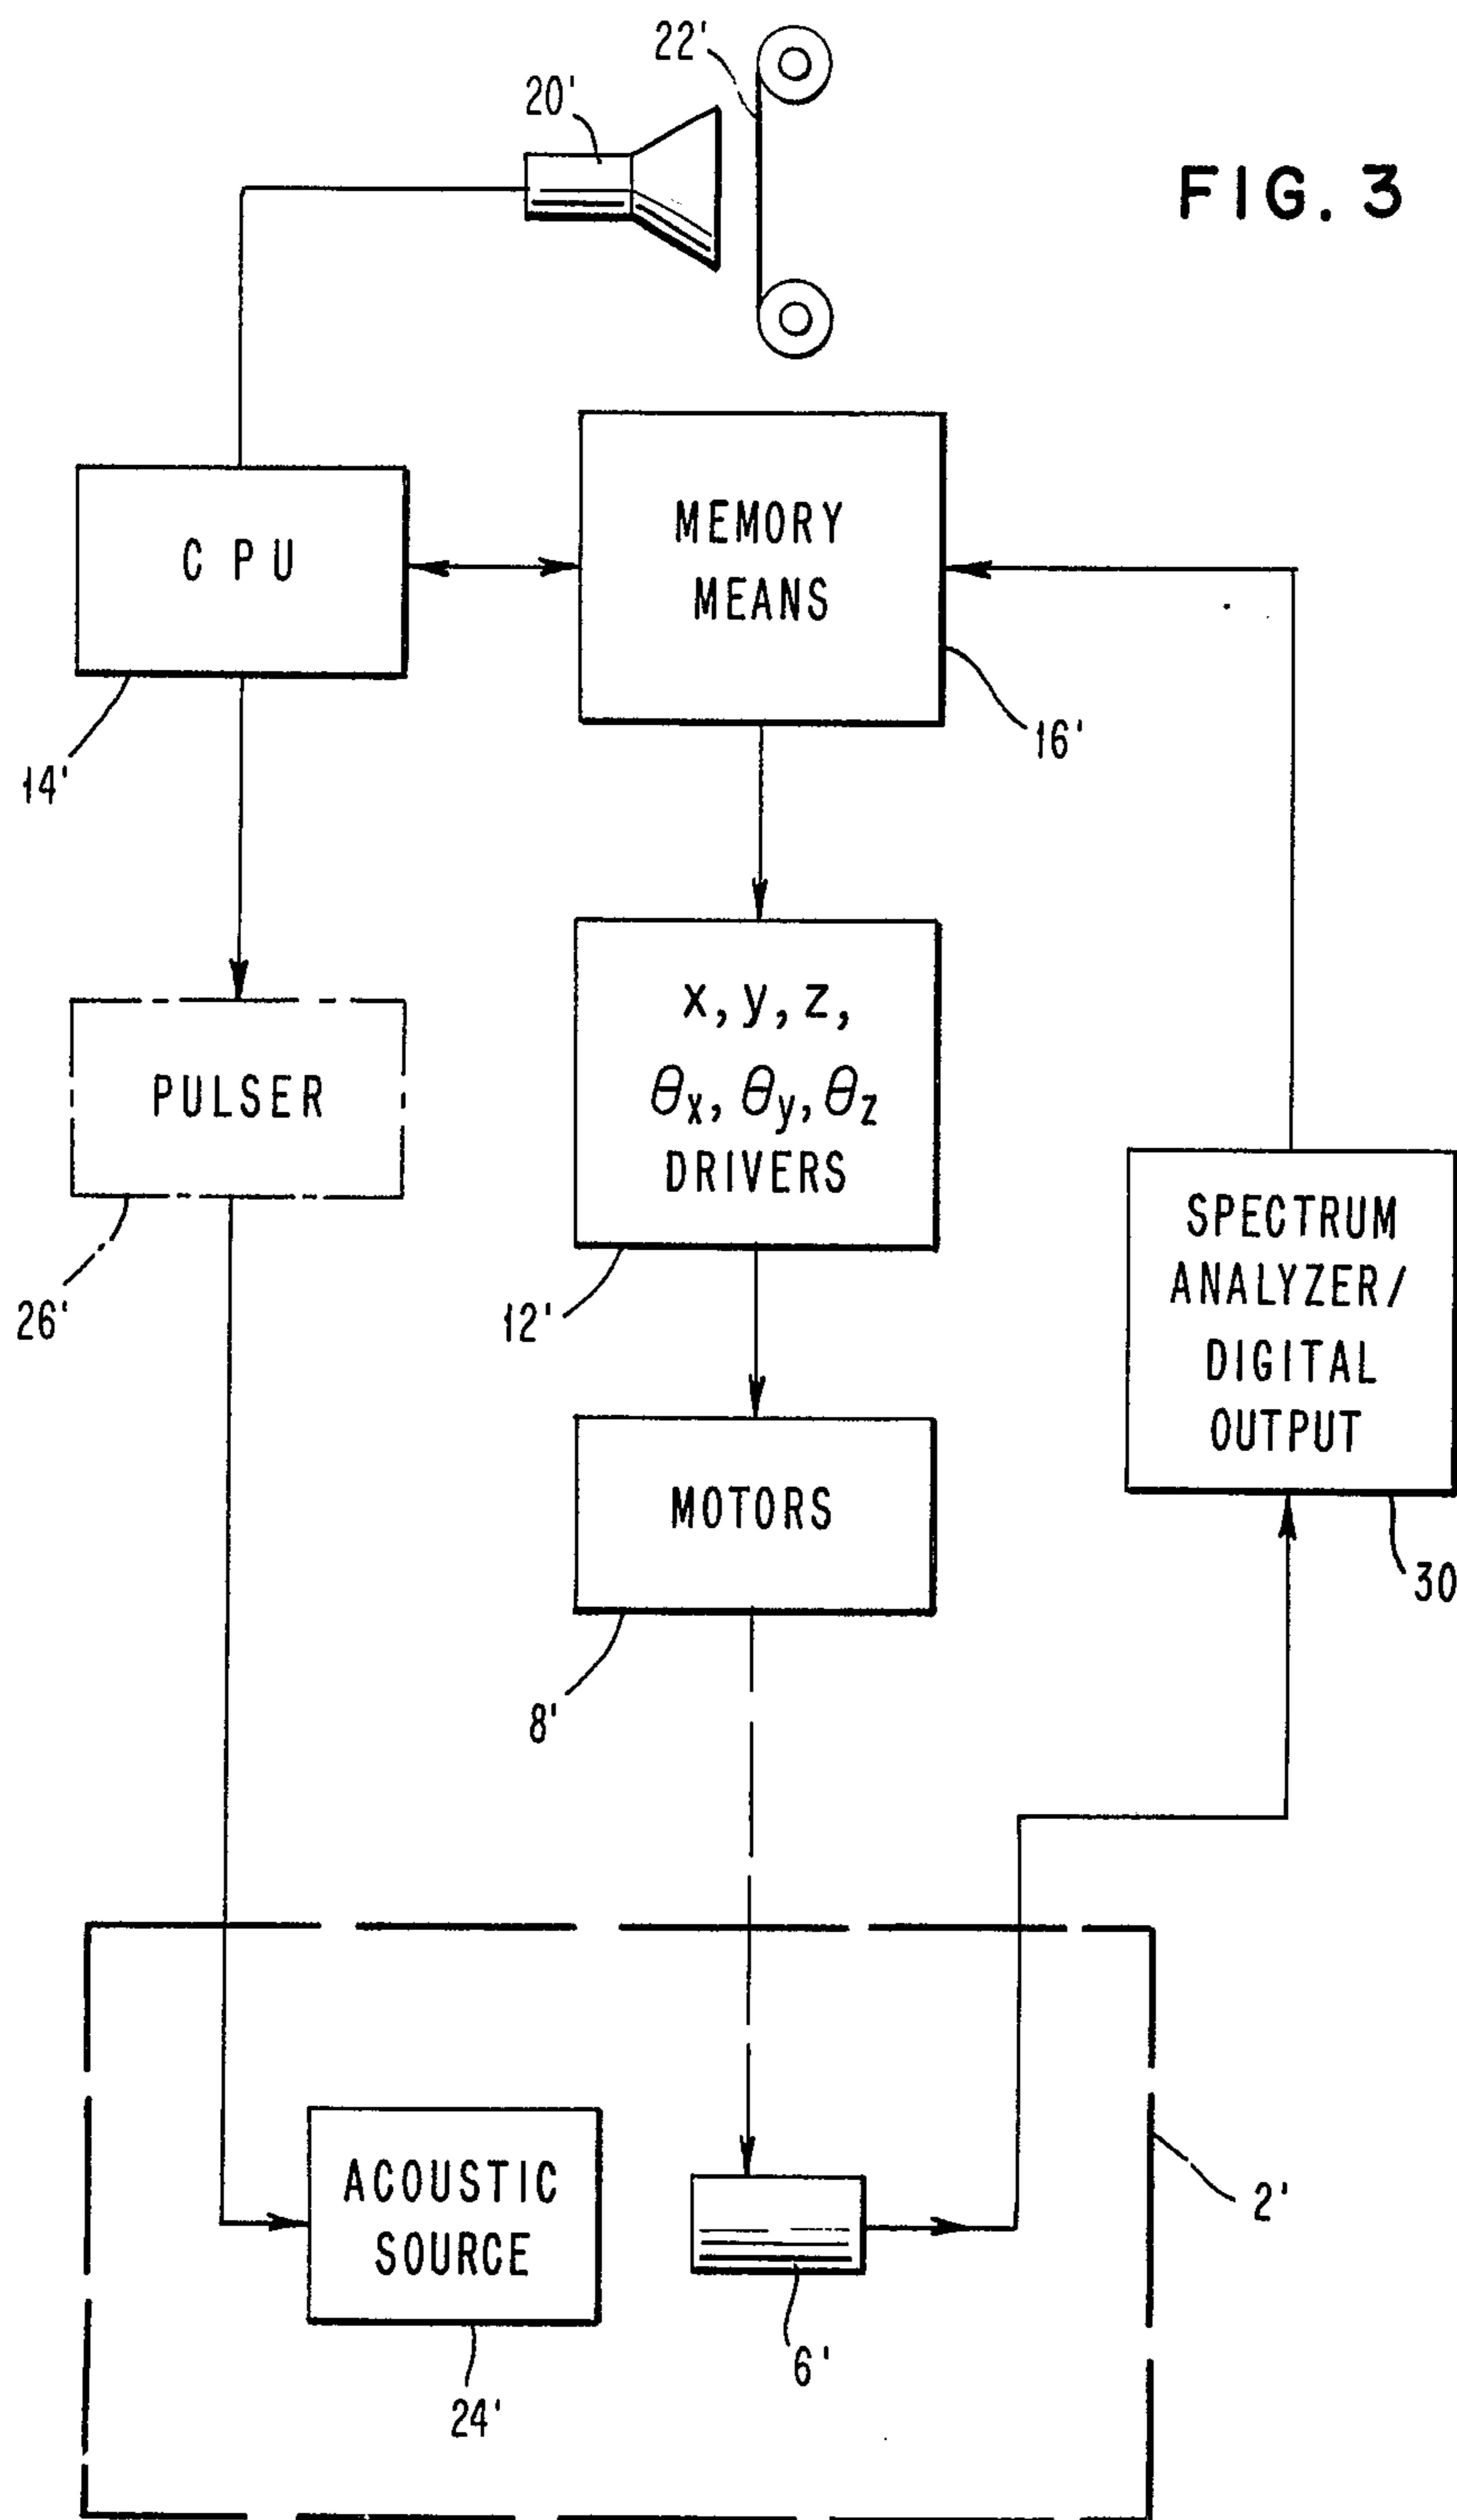 22'
20'
FIG. 3
CPU
MEMORY
MEANS
14'
16'
x, y, z,
θx, θy, θz
DRIVERS
PULSER
26'
12'
SPECTRUM
ANALYZER/
DIGITAL
OUTPUT
30
MOTORS
8'
ACOUSTIC
SOURCE
2'
6'
24'